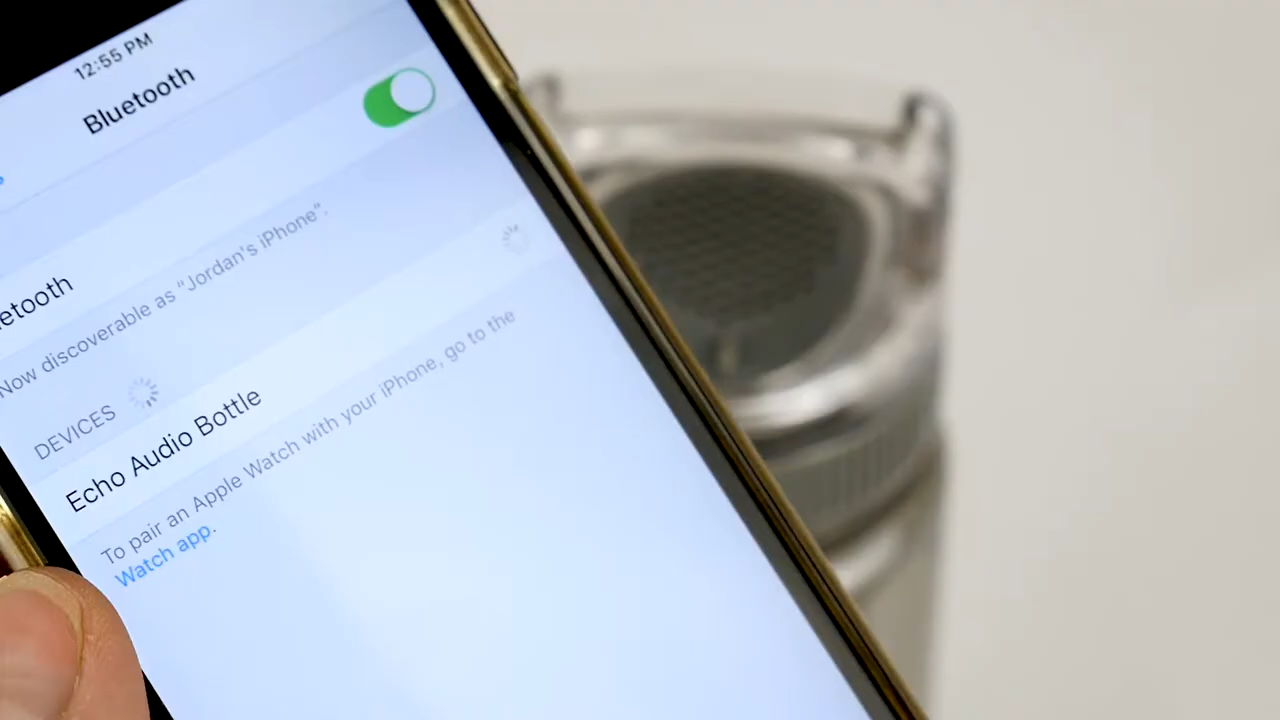 12:55 PM
Bluetooth
etooth
Now discoverable as “Jordan's iPhone”.
DEVICES
Echo Audio Bottle
To pair an Apple Watch with your iPhone, go to the
Watch app.